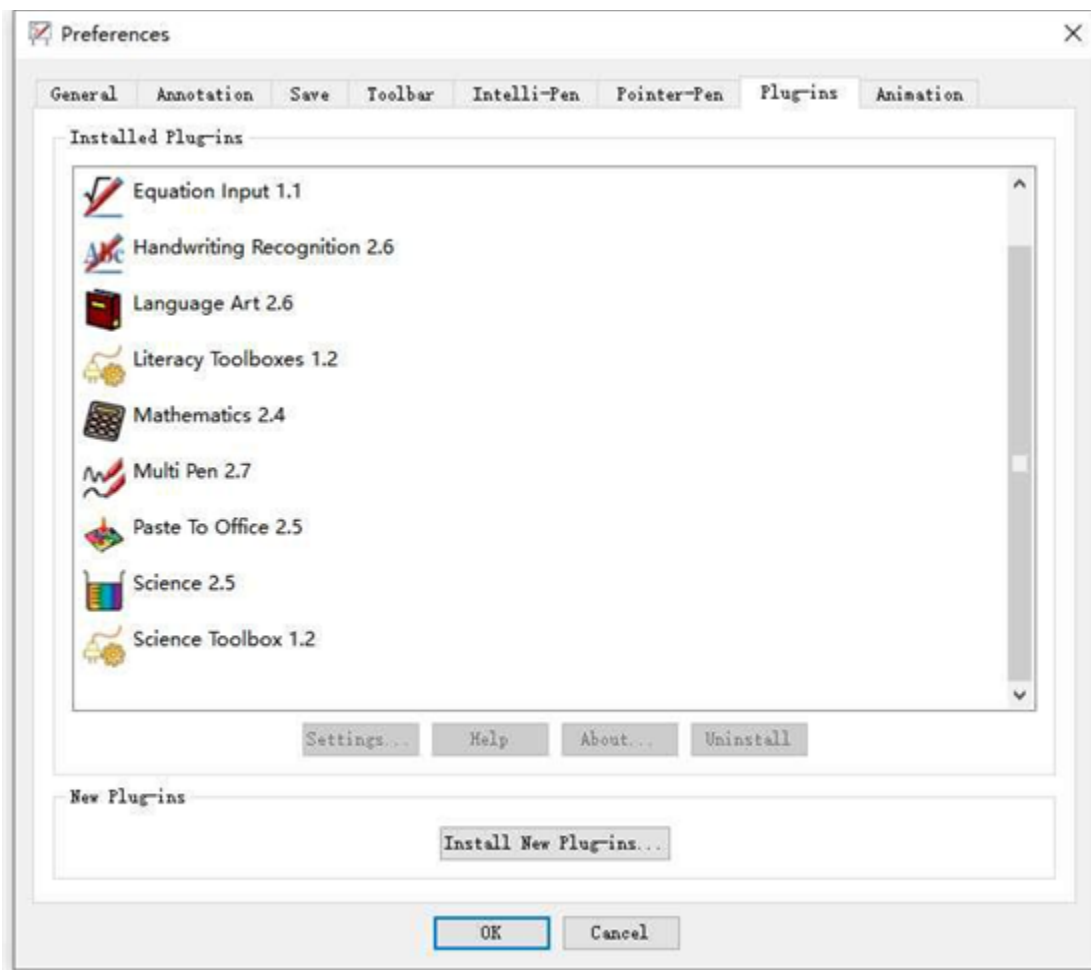 Preferences
General Annotation Save Toolbar Intelli-Pen Pointer-Pen Plug-ins Animation
Installed Plug-ins
Equation Input 1.1
Handwriting Recognition 2.6
Language Art 2.6
Literacy Toolboxes 1.2
Mathematics 2.4
Multi Pen 2.7
Paste To Office 2.5
Science 2.5
Science Toolbox 1.2
Settings... Help About... Uninstall
New Plug-ins
Install New Plug-ins...
OK Cancel